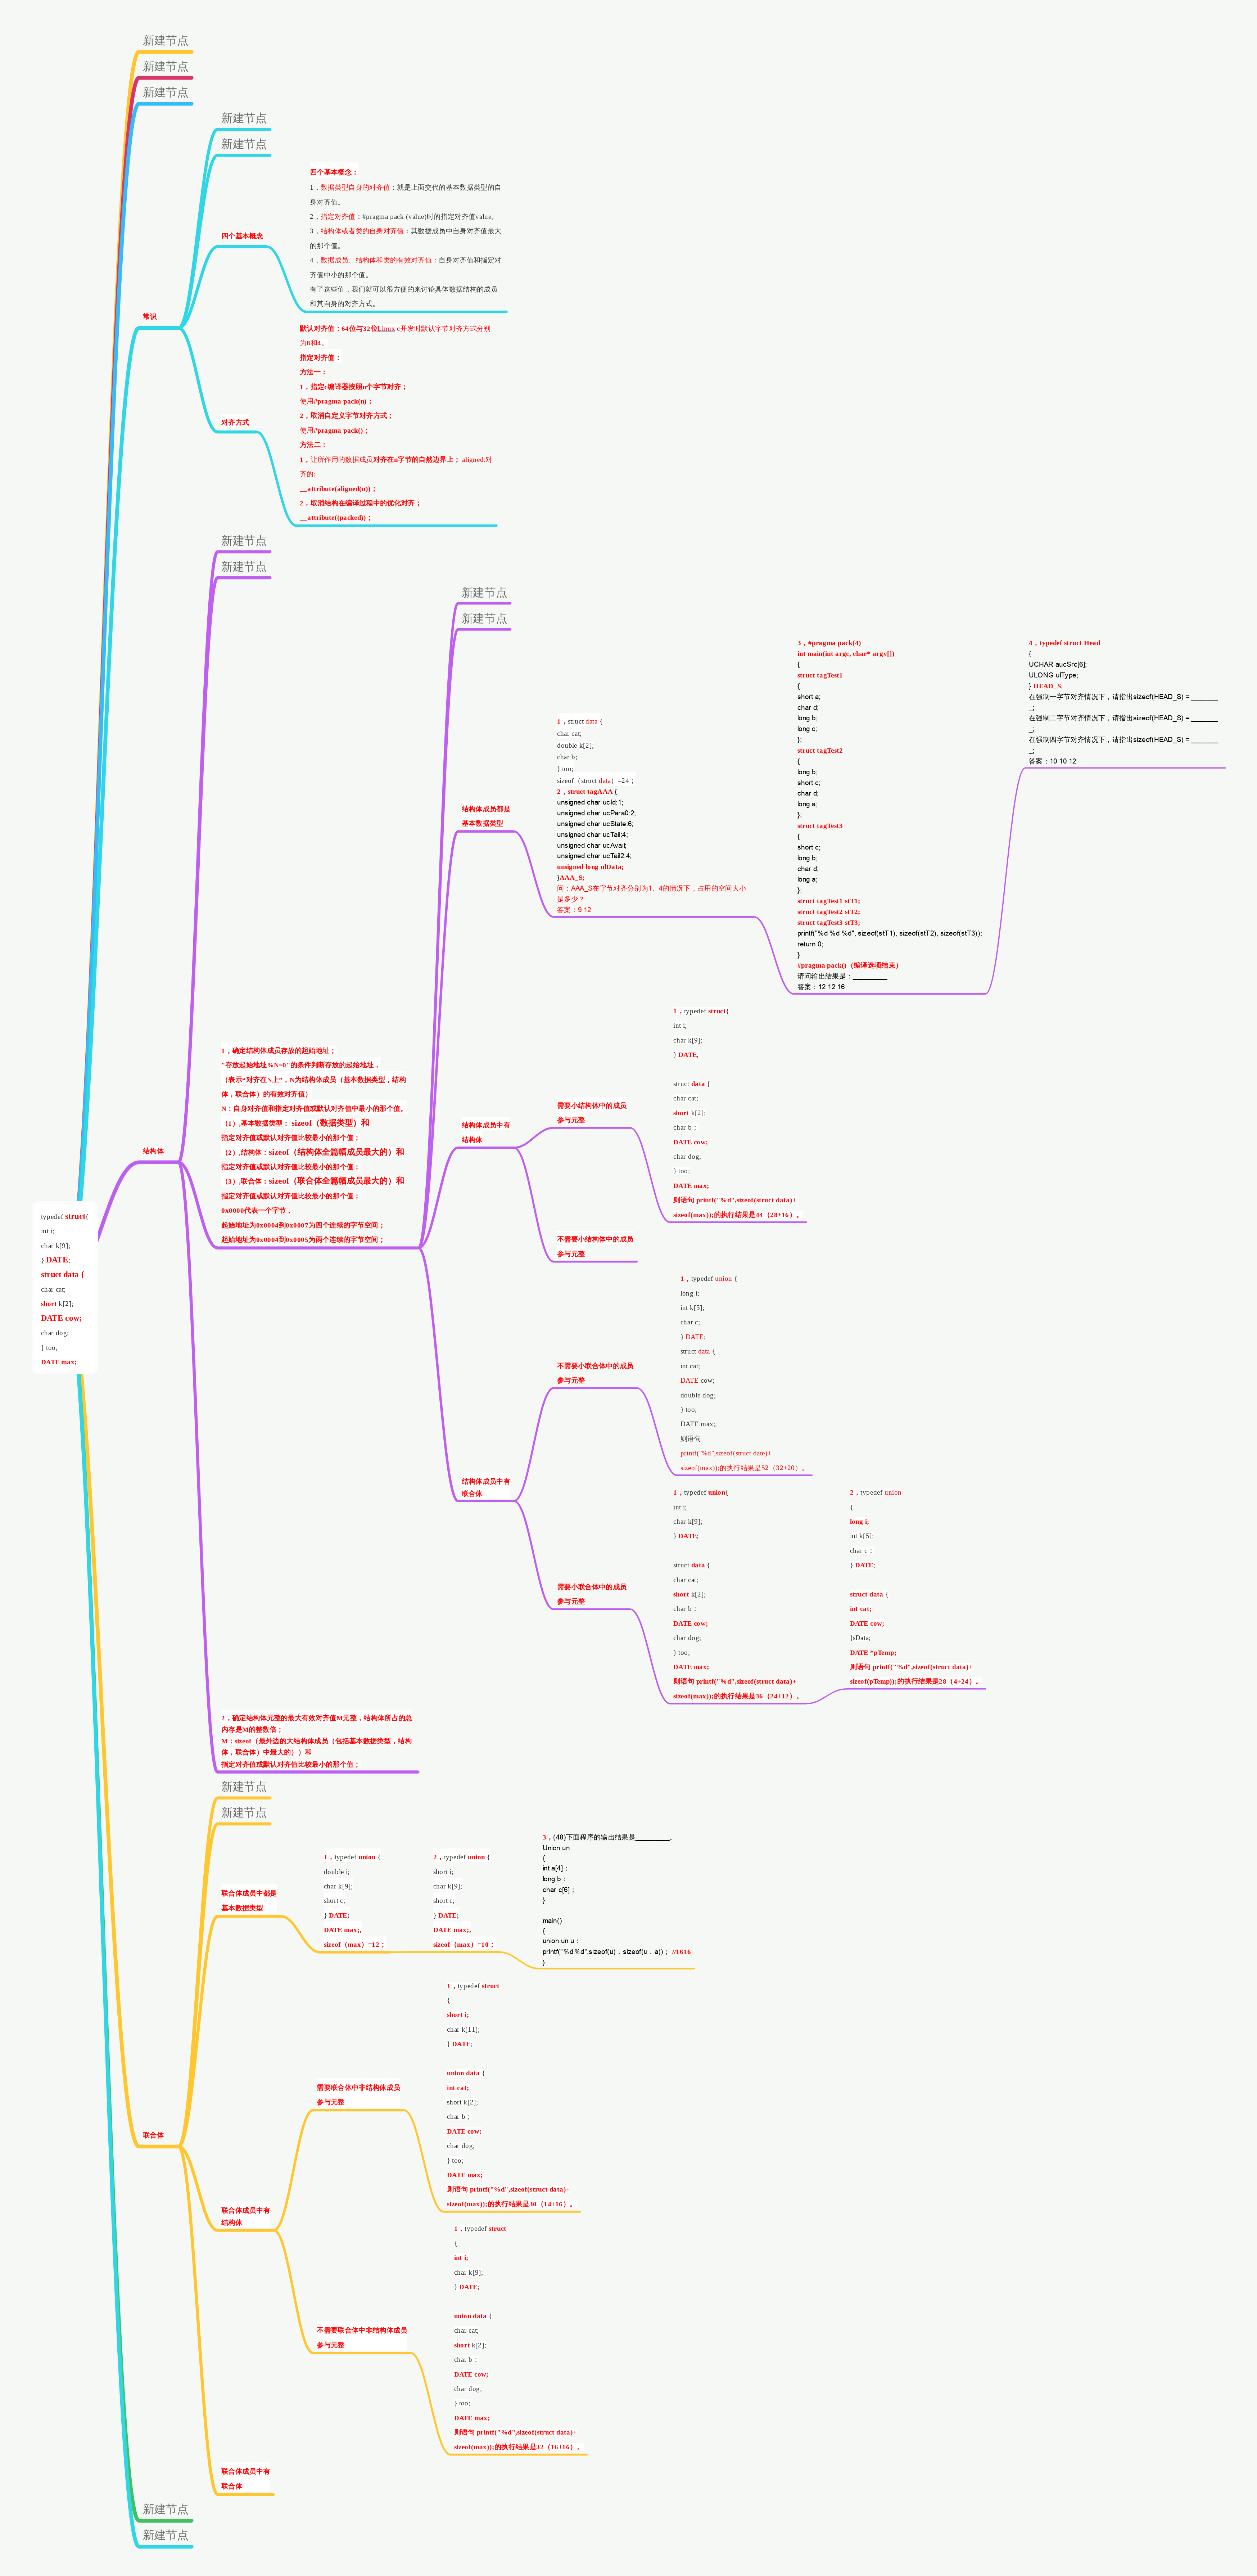 新建节点
新建节点
新建节点
新建节点
新建节点
四个基本概念：
1，数据类型自身的对齐值：就是上面交代的基本数据类型的自
身对齐值。
2，指定对齐值：#pragma pack (value)时的指定对齐值value。
3，结构体或者类的自身对齐值：其数据成员中自身对齐值最大
的那个值。
4，数据成员、结构体和类的有效对齐值：自身对齐值和指定对
齐值中小的那个值。
有了这些值，我们就可以很方便的来讨论具体数据结构的成员
和其自身的对齐方式。
四个基本概念
常识
默认对齐值：64位与32位Linux c开发时默认字节对齐方式分别
为8和4。
指定对齐值：
方法一：
1，指定c编译器按照n个字节对齐；
使用#pragma pack(n)；
2，取消自定义字节对齐方式；
使用#pragma pack()；
方法二：
1，让所作用的数据成员对齐在n字节的自然边界上； aligned:对
齐的;
__attribute(aligned(n))；
2，取消结构在编译过程中的优化对齐；
__attribute((packed))；
对齐方式
新建节点
新建节点
新建节点
新建节点
结构体成员都是
基本数据类型
1，struct data {
char cat;
double k[2];
char b;
} too;
sizeof（struct data）=24；
2，struct tagAAA {
unsigned char ucId:1;
unsigned char ucPara0:2;
unsigned char ucState:6;
unsigned char ucTail:4;
unsigned char ucAvail;
unsigned char ucTail2:4;
unsigned long ulData;
}AAA_S;
问：AAA_S在字节对齐分别为1、4的情况下，占用的空间大小
是多少？
答案：9 12
3，#pragma pack(4)
int main(int argc, char* argv[])
{
struct tagTest1
{
short a;
char d;
long b;
long c;
};
struct tagTest2
{
long b;
short c;
char d;
long a;
};
struct tagTest3
{
short c;
long b;
char d;
long a;
};
struct tagTest1 stT1;
struct tagTest2 stT2;
struct tagTest3 stT3;
printf("%d %d %d", sizeof(stT1), sizeof(stT2), sizeof(stT3));
return 0;
}
#pragma pack()（编译选项结束）
请问输出结果是：_________
答案：12 12 16
4，typedef struct Head
{
UCHAR aucSrc[6];
ULONG ulType;
} HEAD_S;
在强制一字节对齐情况下，请指出sizeof(HEAD_S) = _______
_;
在强制二字节对齐情况下，请指出sizeof(HEAD_S) = _______
_;
在强制四字节对齐情况下，请指出sizeof(HEAD_S) = _______
_;
答案：10 10 12
结构体
1，确定结构体成员存放的起始地址；
"存放起始地址%N=0"的条件判断存放的起始地址，
（表示“对齐在N上”，N为结构体成员（基本数据类型，结构
体，联合体）的有效对齐值）
N：自身对齐值和指定对齐值或默认对齐值中最小的那个值。
（1）,基本数据类型： sizeof（数据类型）和
指定对齐值或默认对齐值比较最小的那个值；
（2）,结构体：sizeof（结构体全篇幅成员最大的）和
指定对齐值或默认对齐值比较最小的那个值；
（3）,联合体：sizeof（联合体全篇幅成员最大的）和
指定对齐值或默认对齐值比较最小的那个值；
0x0000代表一个字节，
起始地址为0x0004到0x0007为四个连续的字节空间；
起始地址为0x0004到0x0005为两个连续的字节空间；
结构体成员中有
结构体
需要小结构体中的成员
参与元整
1，typedef struct{
int i;
char k[9];
} DATE;
struct data {
char cat;
short k[2];
char b；
DATE cow;
char dog;
} too;
DATE max;
则语句 printf("%d",sizeof(struct data)+
sizeof(max));的执行结果是44（28+16）。
不需要小结构体中的成员
参与元整
typedef struct{
int i;
char k[9];
} DATE;
struct data {
char cat;
short k[2];
DATE cow;
char dog;
} too;
DATE max;
结构体成员中有
联合体
不需要小联合体中的成员
参与元整
1，typedef union {
long i;
int k[5];
char c;
} DATE;
struct data {
int cat;
DATE cow;
double dog;
} too;
DATE max;,
则语句
printf("%d",sizeof(struct date)+
sizeof(max));的执行结果是52（32+20）。
需要小联合体中的成员
参与元整
1，typedef union{
int i;
char k[9];
} DATE;
struct data {
char cat;
short k[2];
char b；
DATE cow;
char dog;
} too;
DATE max;
则语句 printf("%d",sizeof(struct data)+
sizeof(max));的执行结果是36（24+12）。
2，typedef union
{
long i;
int k[5];
char c；
} DATE;
struct data {
int cat;
DATE cow;
}sData;
DATE *pTemp;
则语句 printf("%d",sizeof(struct data)+
sizeof(pTemp));的执行结果是28（4+24）。
2，确定结构体元整的最大有效对齐值M元整，结构体所占的总
内存是M的整数倍；
M：sizeof（最外边的大结构体成员（包括基本数据类型，结构
体，联合体）中最大的））和
指定对齐值或默认对齐值比较最小的那个值；
新建节点
新建节点
联合体成员中都是
基本数据类型
1，typedef union {
double i;
char k[9];
short c;
} DATE;
DATE max;,
sizeof（max）=12；
2，typedef union {
short i;
char k[9];
short c;
} DATE;
DATE max;,
sizeof（max）=10；
3，(48)下面程序的输出结果是_________。
Union un
{
int a[4]；
long b：
char c[6]；
}
main()
{
union un u：
printf("％d％d",sizeof(u)，sizeof(u．a))； //1616
}
联合体
联合体成员中有
结构体
需要联合体中非结构体成员
参与元整
1，typedef struct
{
short i;
char k[11];
} DATE;
union data {
int cat;
short k[2];
char b；
DATE cow;
char dog;
} too;
DATE max;
则语句 printf("%d",sizeof(struct data)+
sizeof(max));的执行结果是30（14+16）。
不需要联合体中非结构体成员
参与元整
1，typedef struct
{
int i;
char k[9];
} DATE;
union data {
char cat;
short k[2];
char b；
DATE cow;
char dog;
} too;
DATE max;
则语句 printf("%d",sizeof(struct data)+
sizeof(max));的执行结果是32（16+16）。
联合体成员中有
联合体
新建节点
新建节点